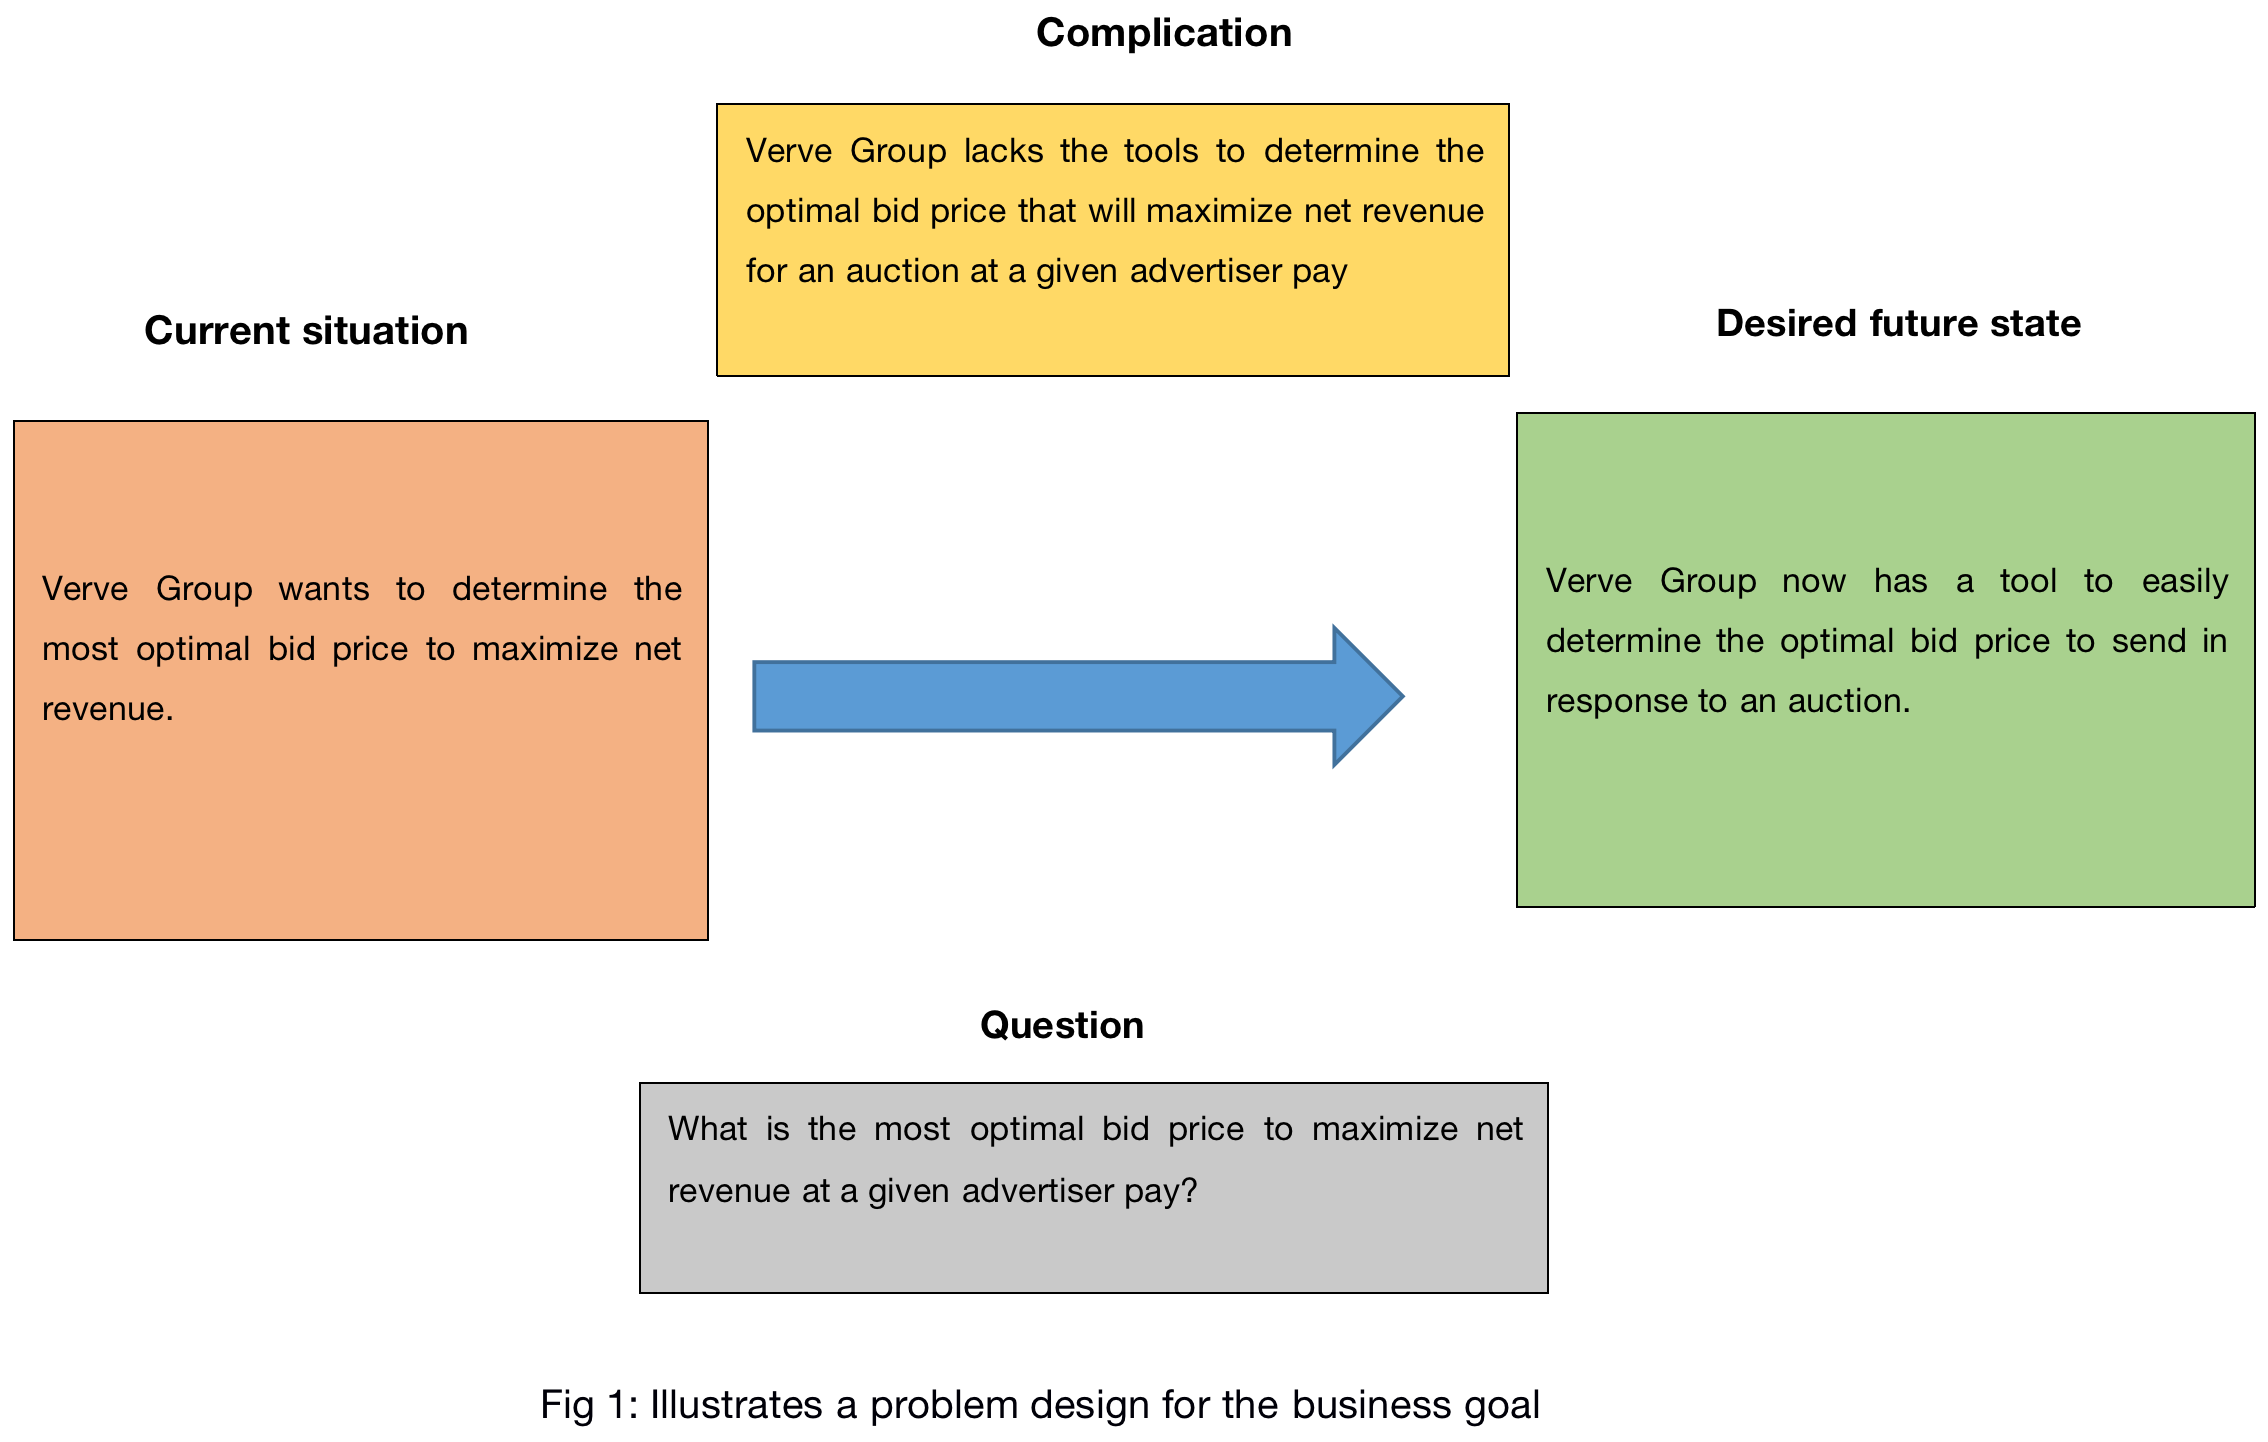 Complication
Verve Group lacks the tools to determine the
optimal bid price that will maximize net revenue
for an auction at a given advertiser pay
Current situation
Verve Group wants to determine the
most optimal bid price to maximize net
revenue.
Desired future state
Verve Group now has a tool to easily
determine the optimal bid price to send in
response to an auction.
Question
What is the most optimal bid price to maximize net
revenue at a given advertiser pay?
Fig 1: Illustrates a problem design for the business goal